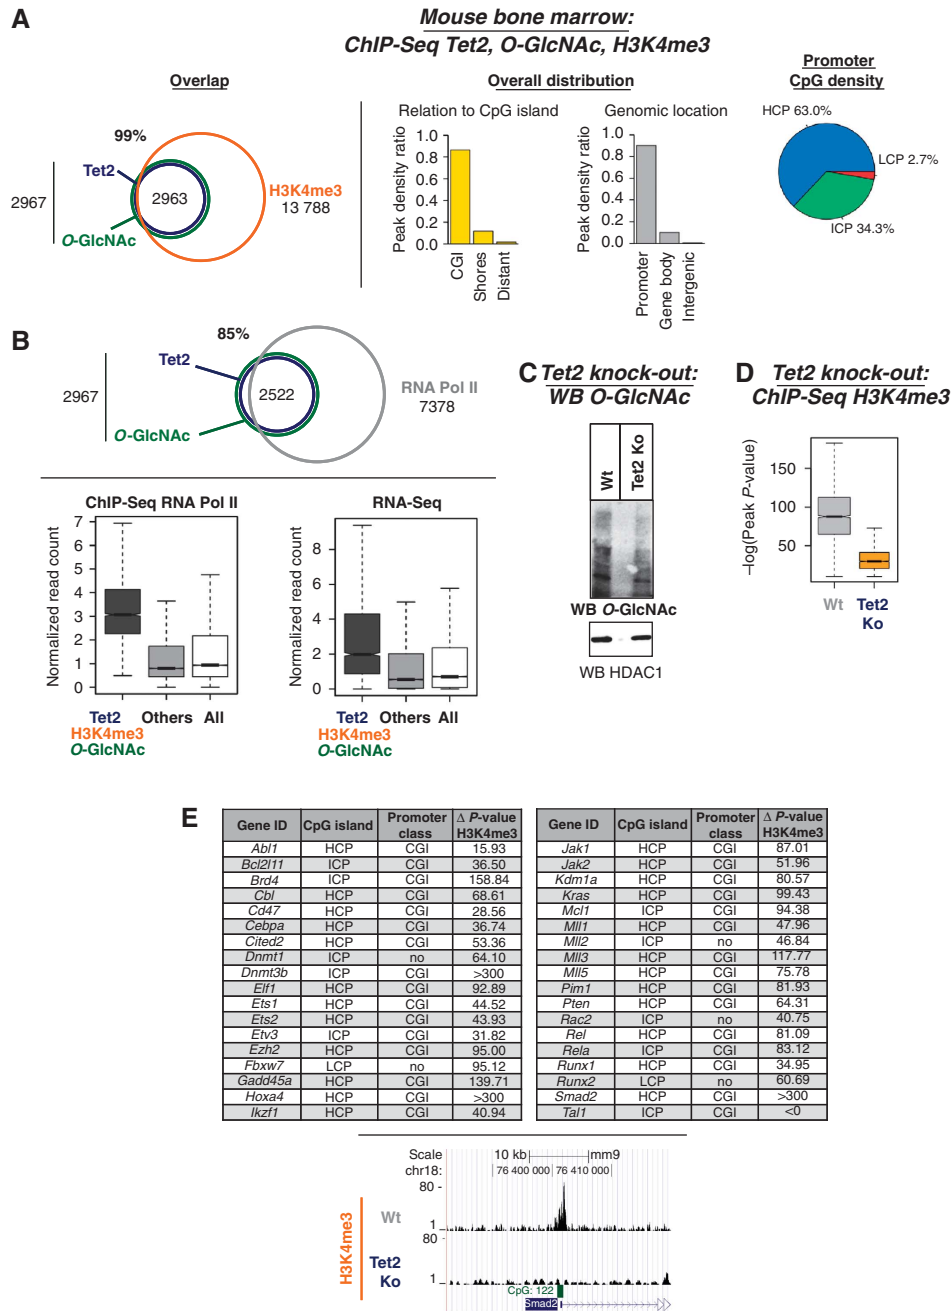 A
Mouse bone marrow:
ChIP-Seq Tet2, O-GlcNAc, H3K4me3
Overlap
99%
Tet2
2967
2963
H3K4me3
13 788
O-GlcNAc
Overall distribution
Relation to CpG island
Peak density ratio
1.0
0.8
0.6
0.4
0.2
0.0
CGI
Shores
Distant
Genomic location
Peak density ratio
1.0
0.8
0.6
0.4
0.2
0.0
Promoter
Gene body
Intergenic
Promoter
CpG density
HCP 63.0%
LCP 2.7%
ICP 34.3%
B
85%
Tet2
2967
2522
RNA Pol II
7378
O-GlcNAc
ChIP-Seq RNA Pol II
Normalized read count
7
6
5
4
3
2
1
0
Tet2 Others All
H3K4me3
O-GlcNAc
RNA-Seq
Normalized read count
8
6
4
2
0
Tet2 Others All
H3K4me3
O-GlcNAc
C Tet2 knock-out:
WB O-GlcNAc
Wt
Tet2 Ko
WB O-GlcNAc
WB HDAC1
D Tet2 knock-out:
ChIP-Seq H3K4me3
–log(Peak P-value)
150
100
50
Wt
Tet2
Ko
E
Gene ID CpG island Promoter class Δ P-value H3K4me3
Abl1 HCP CGI 15.93
Bcl2l11 ICP CGI 36.50
Brd4 ICP CGI 158.84
Cbl HCP CGI 68.61
Cd47 HCP CGI 28.56
Cebpa HCP CGI 36.74
Cited2 HCP CGI 53.36
Dnmt1 ICP no 64.10
Dnmt3b ICP CGI >300
Elf1 HCP CGI 92.89
Ets1 HCP CGI 44.52
Ets2 HCP CGI 43.93
Etv3 ICP CGI 31.82
Ezh2 HCP CGI 95.00
Fbxw7 LCP no 95.12
Gadd45a HCP CGI 139.71
Hoxa4 HCP CGI >300
Ikzf1 HCP CGI 40.94
Gene ID CpG island Promoter class Δ P-value H3K4me3
Jak1 HCP CGI 87.01
Jak2 HCP CGI 51.96
Kdm1a HCP CGI 80.57
Kras HCP CGI 99.43
Mcl1 ICP CGI 94.38
Mll1 HCP CGI 47.96
Mll2 ICP no 46.84
Mll3 HCP CGI 117.77
Mll5 HCP CGI 75.78
Pim1 HCP CGI 81.93
Pten HCP CGI 64.31
Rac2 ICP no 40.75
Rel HCP CGI 81.09
Rela ICP CGI 83.12
Runx1 HCP CGI 34.95
Runx2 LCP no 60.69
Smad2 HCP CGI >300
Tal1 ICP CGI <0
Scale 10 kb mm9
chr18: 76 400 000 76 410 000
H3K4me3
80
Wt
1
80
Tet2
Ko
1
CpG: 122
Smad2